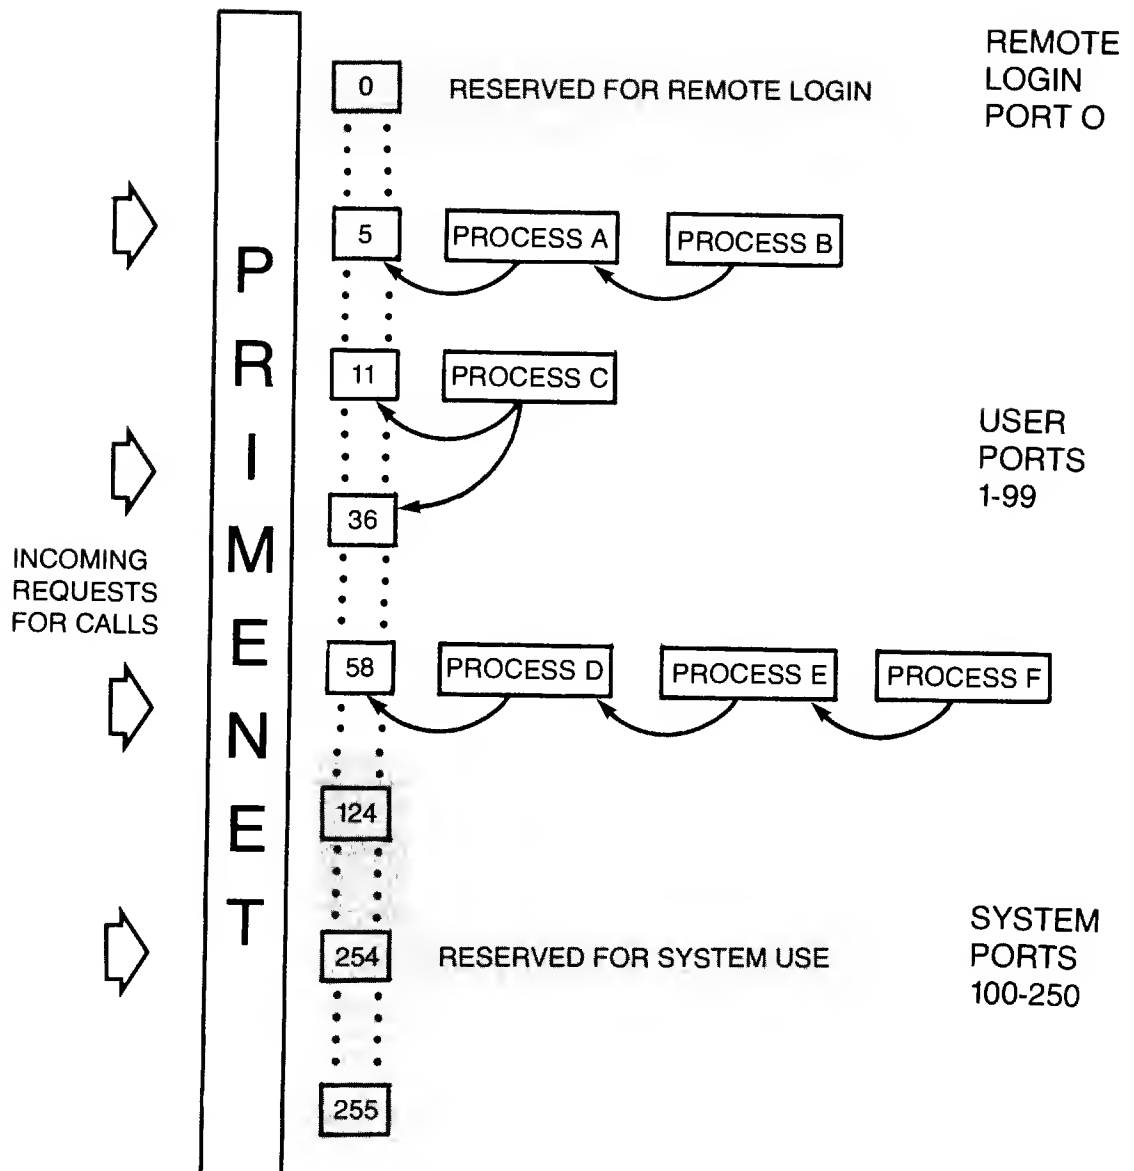 REMOTE
LOGIN
PORT O
0
RESERVED FOR REMOTE LOGIN
5
PROCESS A
PROCESS B
11
PROCESS C
USER
PORTS
1-99
36
INCOMING
REQUESTS
FOR CALLS
58
PROCESS D
PROCESS E
PROCESS F
124
254
RESERVED FOR SYSTEM USE
SYSTEM
PORTS
100-250
255
PRIMENET